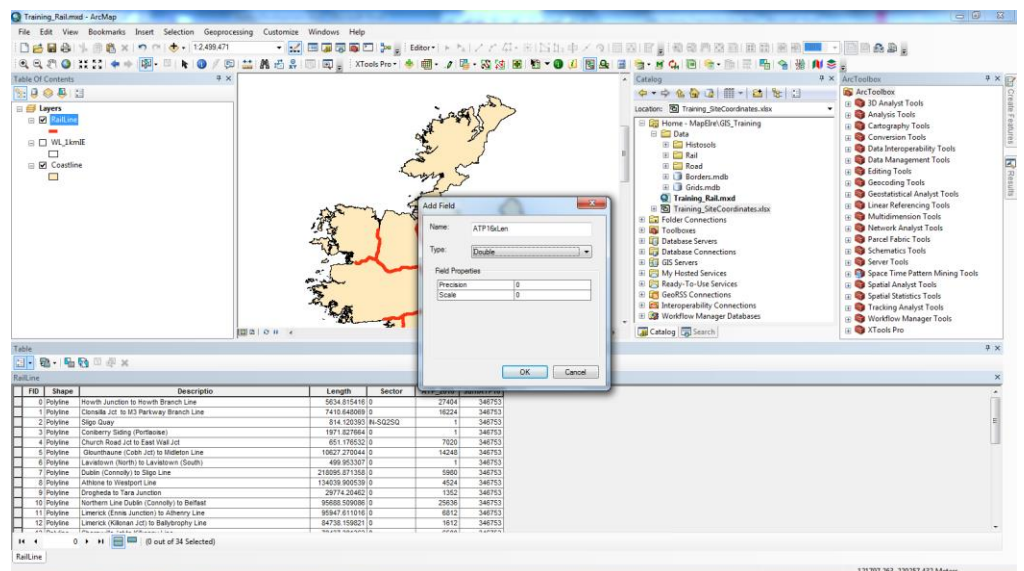 Training_Rail.mxd - ArcMap
File Edit View Bookmarks Insert Selection Geoprocessing Customize Windows Help
1:2,499,471
Editor
XTools Pro
Table Of Contents
Layers
RailLine
WL_1kmIE
Coastline
Add Field
Name: ATP16xLen
Type: Double
Field Properties
Precision 0
Scale 0
OK Cancel
Catalog
Location: Training_SiteCoordinates.xlsx
Home - MapEIre\GIS_Training
Data
Histosols
Rail
Road
Borders.mdb
Grids.mdb
Training_Rail.mxd
Training_SiteCoordinates.xlsx
Folder Connections
Toolboxes
Database Servers
Database Connections
GIS Servers
My Hosted Services
Ready-To-Use Services
GeoRSS Connections
Interoperability Connections
Workflow Manager Databases
Catalog Search
ArcToolbox
ArcToolbox
3D Analyst Tools
Analysis Tools
Cartography Tools
Conversion Tools
Data Interoperability Tools
Data Management Tools
Editing Tools
Geocoding Tools
Geostatistical Analyst Tools
Linear Referencing Tools
Multidimension Tools
Network Analyst Tools
Parcel Fabric Tools
Schematics Tools
Server Tools
Space Time Pattern Mining Tools
Spatial Analyst Tools
Spatial Statistics Tools
Tracking Analyst Tools
Workflow Manager Tools
XTools Pro
Create Features
Results
Table
RailLine
FID Shape Descriptio Length Sector
0 Polyline Howth Junction to Howth Branch Line 5634.815416 0 27404 346753
1 Polyline Clonsilla Jct to M3 Parkway Branch Line 7410.648069 0 16224 346753
2 Polyline Sligo Quay 814.120393 IN-SQ2SQ 1 346753
3 Polyline Coniberry Siding (Portlaoise) 1971.827664 0 1 346753
4 Polyline Church Road Jct to East Wall Jct 651.176532 0 7020 346753
5 Polyline Glounthaune (Cobh Jct) to Midleton Line 10627.270044 0 14248 346753
6 Polyline Lavistown (North) to Lavistown (South) 499.953307 0 1 346753
7 Polyline Dublin (Connolly) to Sligo Line 218095.871358 0 5980 346753
8 Polyline Athlone to Westport Line 134039.900539 0 4524 346753
9 Polyline Drogheda to Tara Junction 29774.20462 0 1352 346753
10 Polyline Northern Line Dublin (Connolly) to Belfast 95688.509086 0 25636 346753
11 Polyline Limerick (Ennis Junction) to Athenry Line 95947.611016 0 6812 346753
12 Polyline Limerick (Killonan Jct) to Ballybrophy Line 84738.159821 0 1612 346753
0 (0 out of 34 Selected)
RailLine